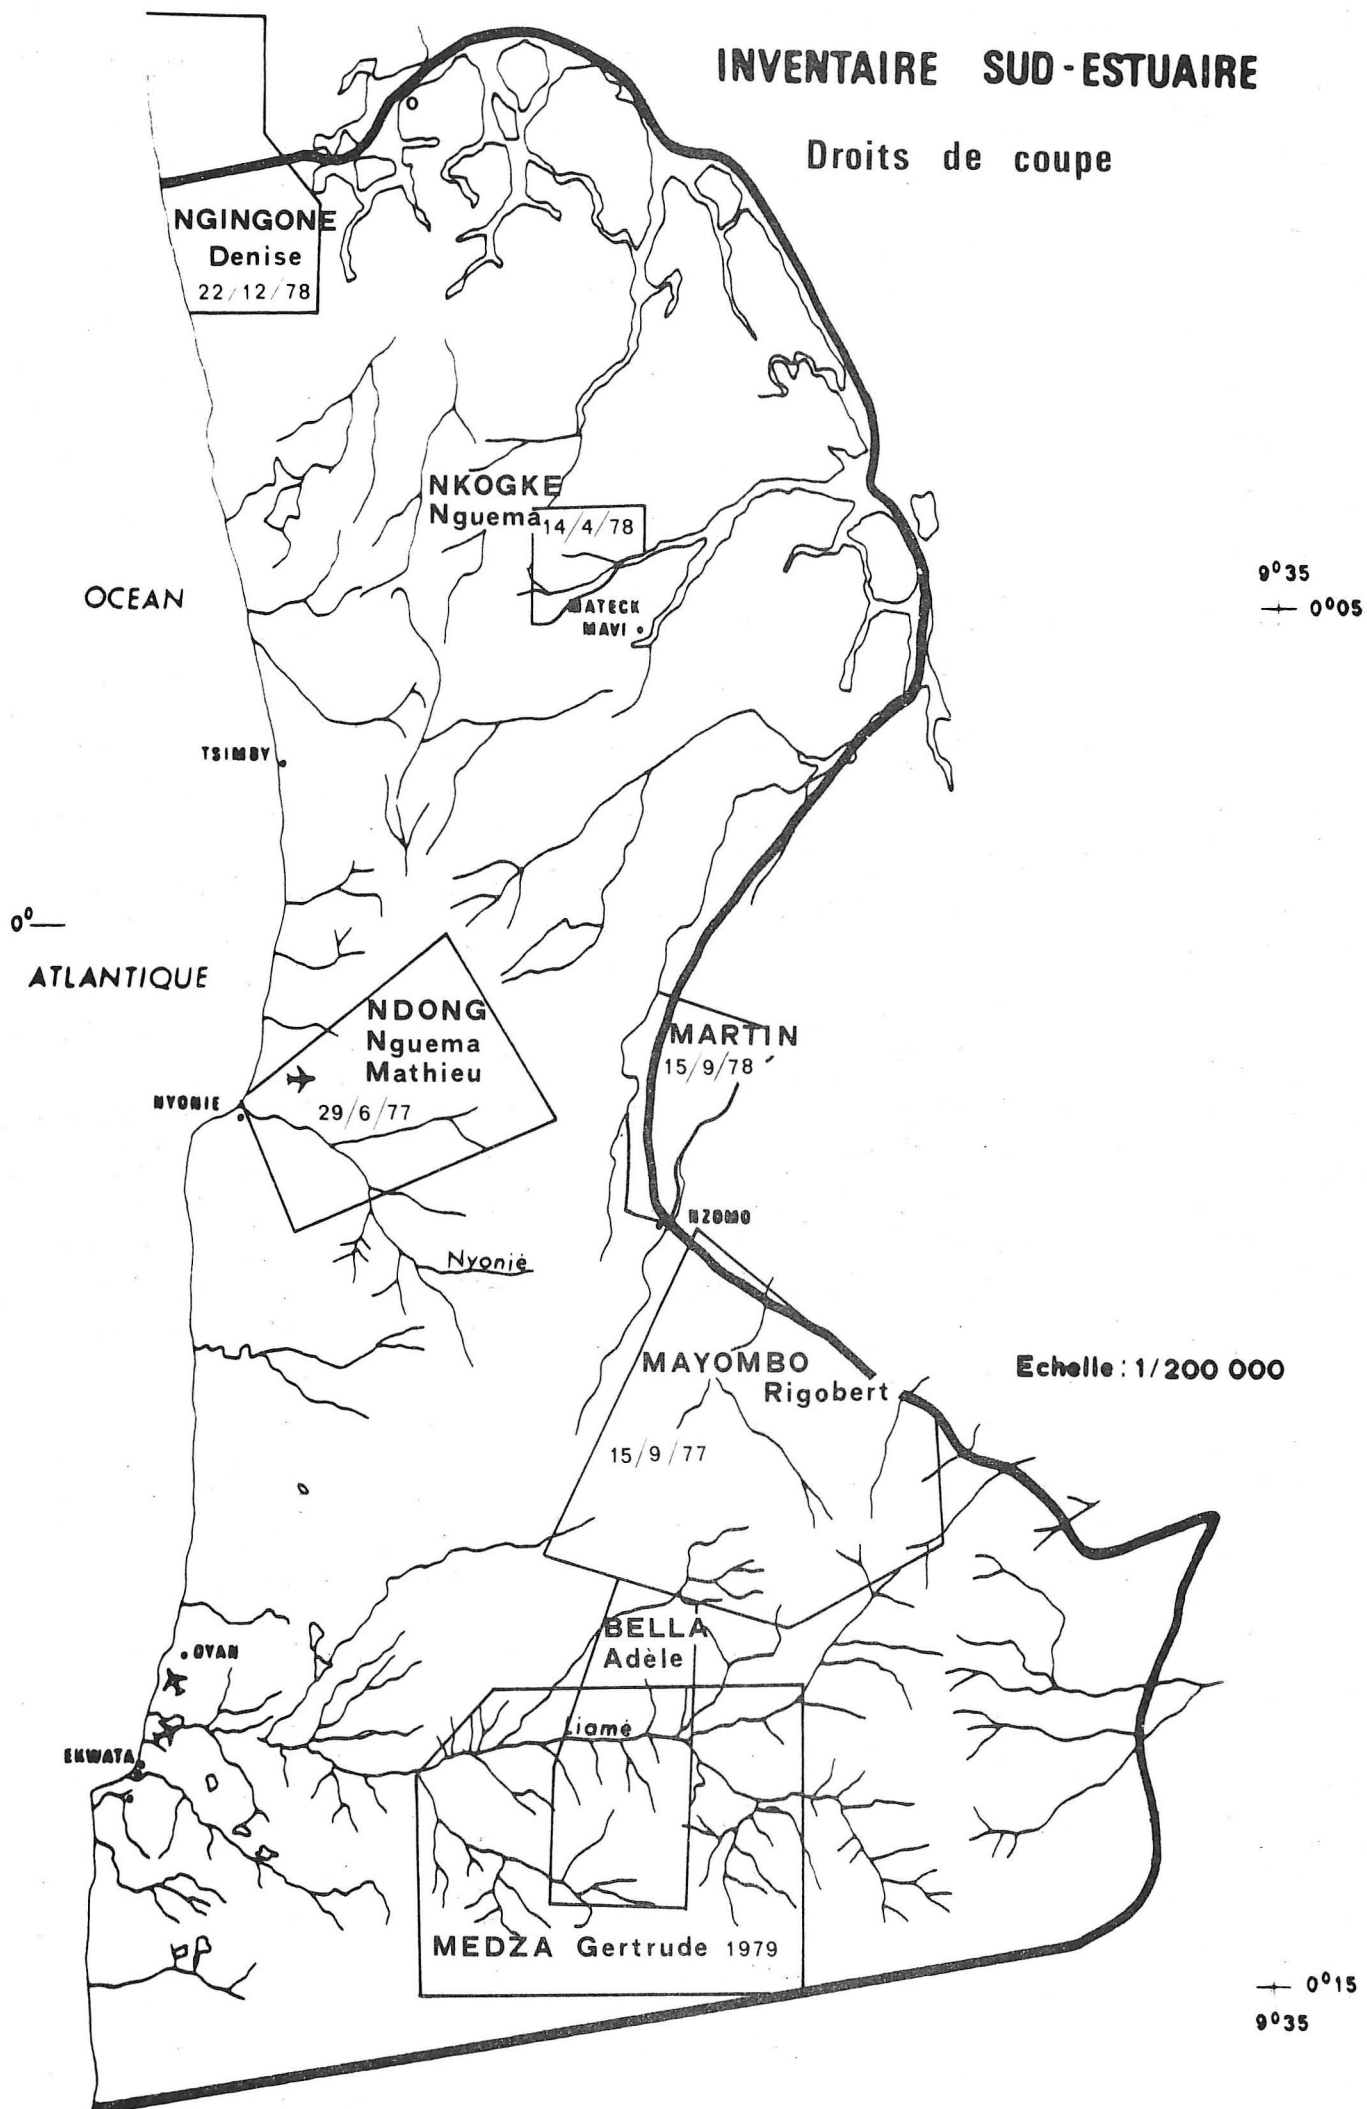 INVENTAIRE SUD-ESTUAIRE
Droits de coupe
NGINGONE
Denise
22/12/78
NKOGKE
Nguema
14/4/78
OCEAN
MATECK
MAVI
9°35
0°05
TSIMBY
0°
ATLANTIQUE
NDONG
Nguema
Mathieu
29/6/77
MARTIN
15/9/78
NYONIE
NZOMO
Nyonié
MAYOMBO
Rigobert
Echelle: 1/200 000
15/9/77
BELLA
Adèle
OYAN
Liamé
EKWATA
MEDZA Gertrude 1979
0°15
9°35